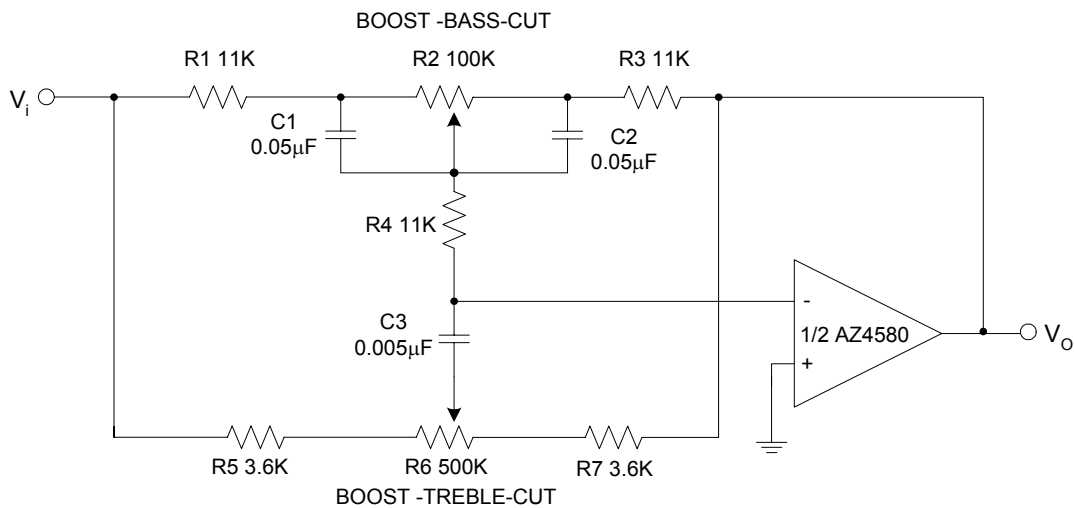 BOOST -BASS-CUT
R1 11K
R2 100K
R3 11K
Vi
C1
0.05μF
C2
0.05μF
R4 11K
C3
0.005μF
-
1/2 AZ4580
+
VO
R5 3.6K
R6 500K
R7 3.6K
BOOST -TREBLE-CUT